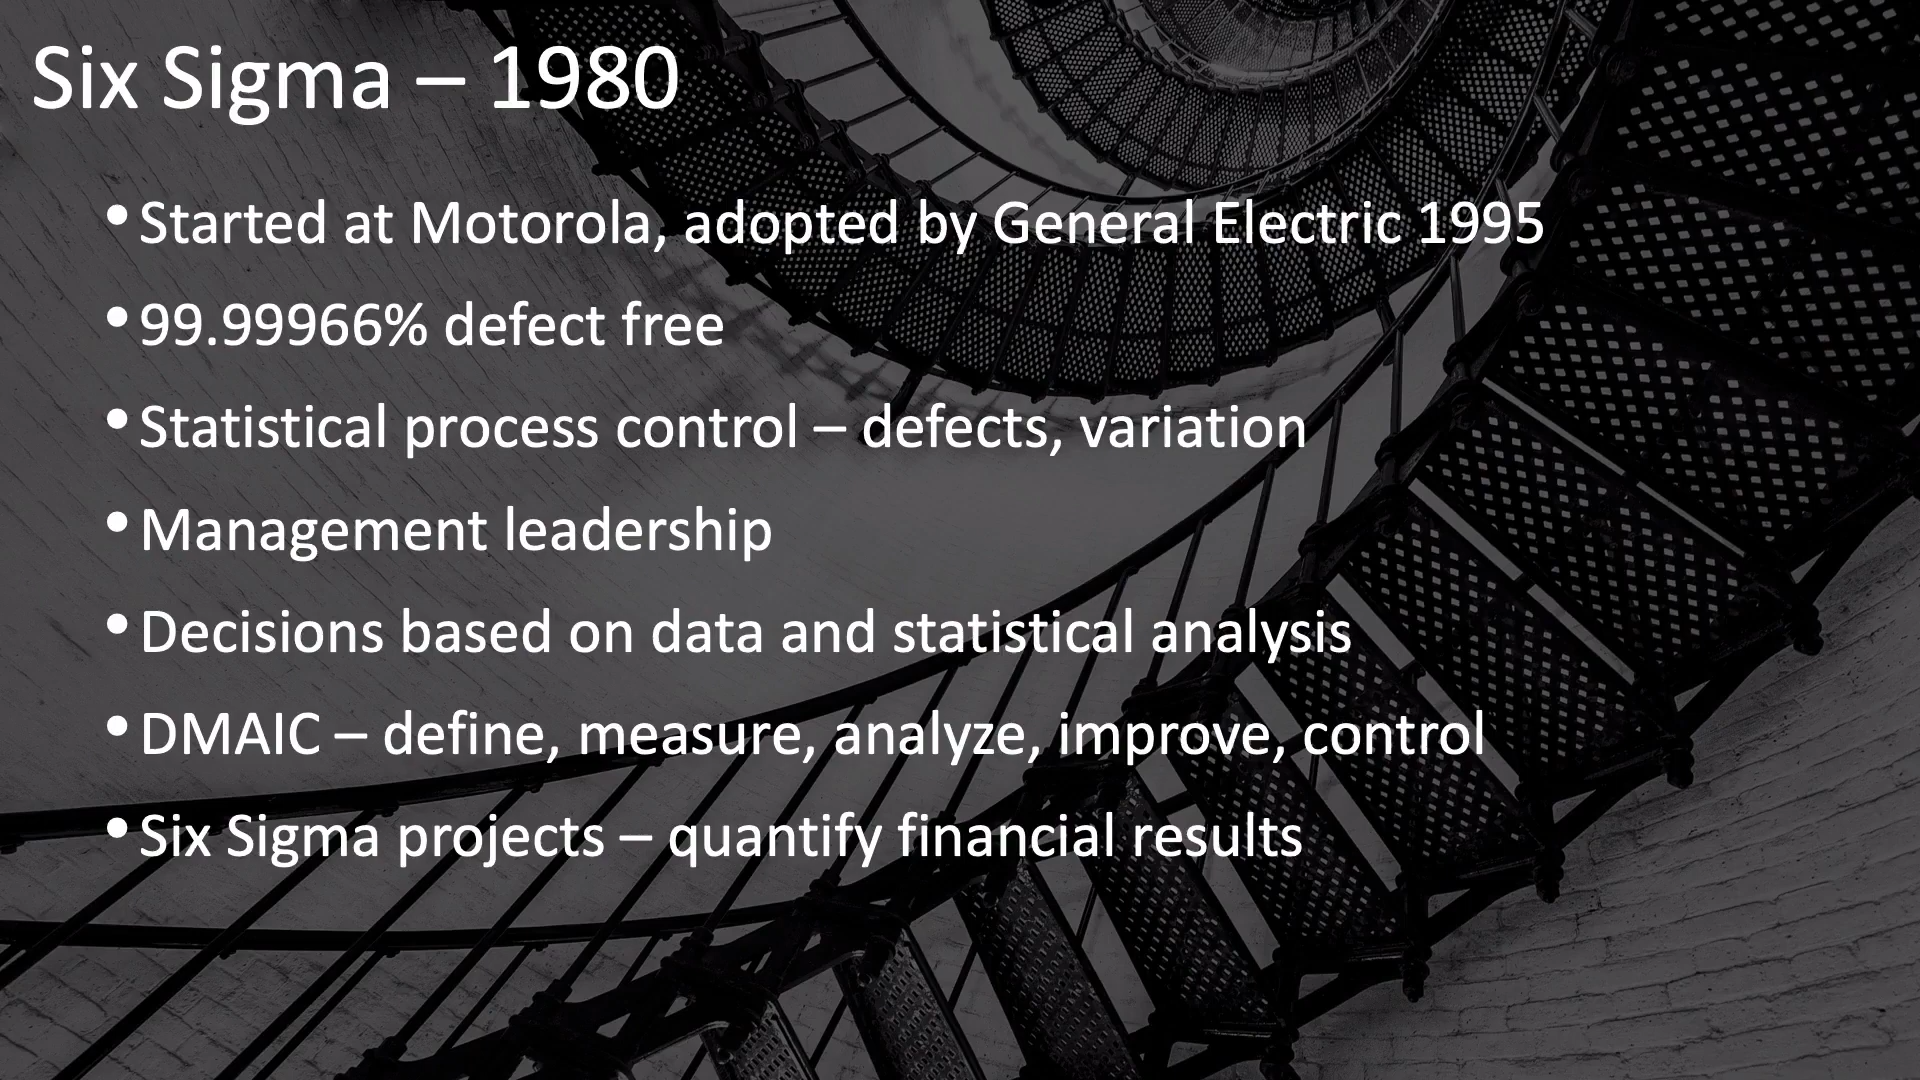 Six Sigma – 1980
• Started at Motorola, adopted by General Electric 1995
• 99.99966% defect free
• Statistical process control – defects, variation
• Management leadership
• Decisions based on data and statistical analysis
• DMAIC – define, measure, analyze, improve, control
• Six Sigma projects – quantify financial results